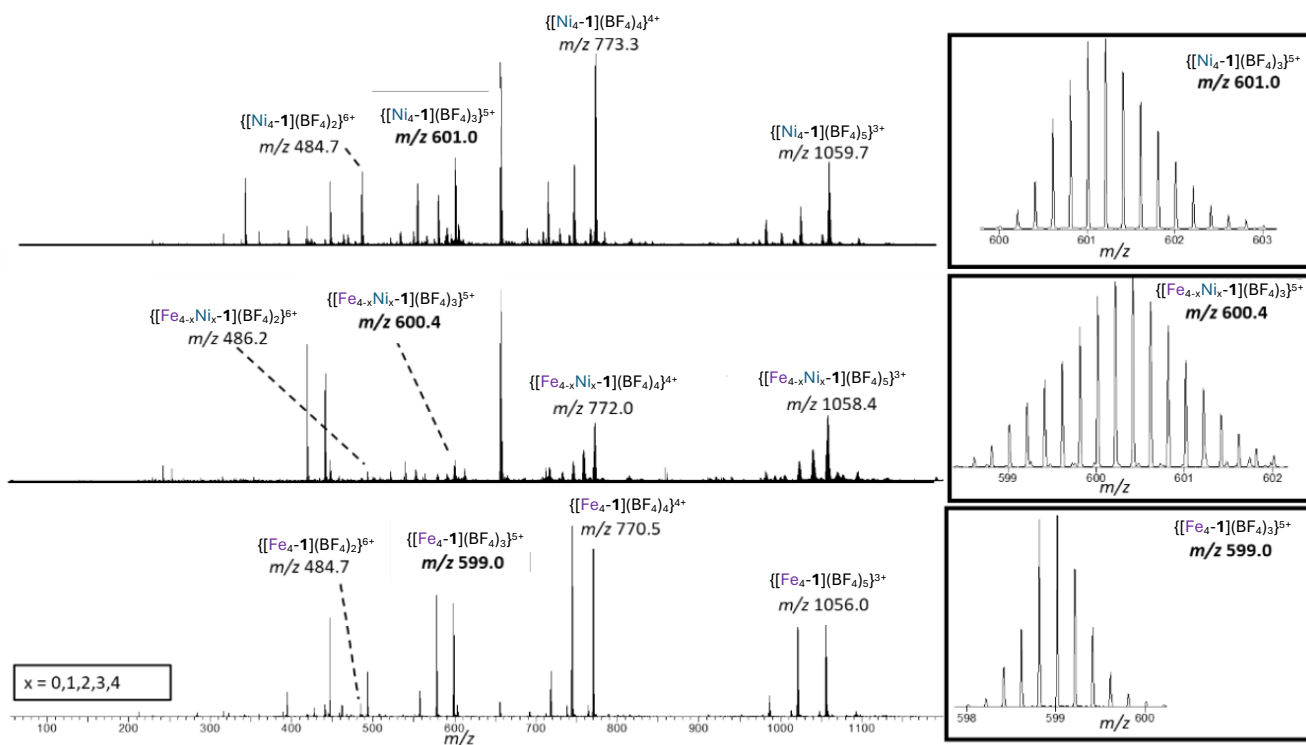 {[Ni₄-1](BF₄)₄}⁴⁺
m/z 773.3
{[Ni₄-1](BF₄)₂}⁶⁺
m/z 484.7
{[Ni₄-1](BF₄)₃}⁵⁺
m/z 601.0
{[Ni₄-1](BF₄)₅}³⁺
m/z 1059.7
{[Ni₄-1](BF₄)₃}⁵⁺
m/z 601.0
600 601 602 603
m/z
{[Fe₄₋ₓNiₓ-1](BF₄)₂}⁶⁺
m/z 486.2
{[Fe₄₋ₓNiₓ-1](BF₄)₃}⁵⁺
m/z 600.4
{[Fe₄₋ₓNiₓ-1](BF₄)₄}⁴⁺
m/z 772.0
{[Fe₄₋ₓNiₓ-1](BF₄)₅}³⁺
m/z 1058.4
{[Fe₄₋ₓNiₓ-1](BF₄)₃}⁵⁺
m/z 600.4
599 600 601 602
m/z
{[Fe₄-1](BF₄)₂}⁶⁺
m/z 484.7
{[Fe₄-1](BF₄)₃}⁵⁺
m/z 599.0
{[Fe₄-1](BF₄)₄}⁴⁺
m/z 770.5
{[Fe₄-1](BF₄)₅}³⁺
m/z 1056.0
{[Fe₄-1](BF₄)₃}⁵⁺
m/z 599.0
598 599 600
m/z
x = 0,1,2,3,4
100 200 300 400 500 600 700 800 900 1000 1100
m/z